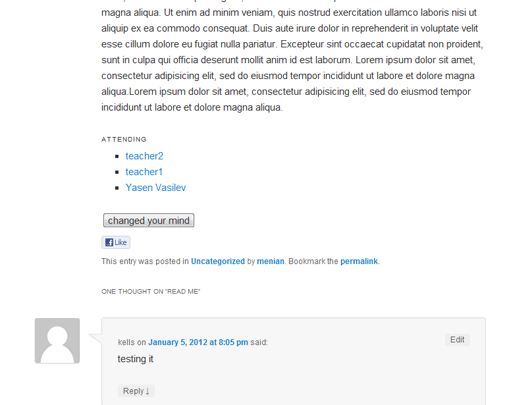 magna aliqua. Ut enim ad minim veniam, quis nostrud exercitation ullamco laboris nisi ut
aliquip ex ea commodo consequat. Duis aute irure dolor in reprehenderit in voluptate velit
esse cillum dolore eu fugiat nulla pariatur. Excepteur sint occaecat cupidatat non proident,
sunt in culpa qui officia deserunt mollit anim id est laborum. Lorem ipsum dolor sit amet,
consectetur adipisicing elit, sed do eiusmod tempor incididunt ut labore et dolore magna
aliqua.Lorem ipsum dolor sit amet, consectetur adipisicing elit, sed do eiusmod tempor
incididunt ut labore et dolore magna aliqua.
ATTENDING
teacher2
teacher1
Yasen Vasilev
changed your mind
Like
This entry was posted in Uncategorized by menian. Bookmark the permalink.
ONE THOUGHT ON "READ ME"
kells on January 5, 2012 at 8:05 pm said:
Edit
testing it
Reply ↓